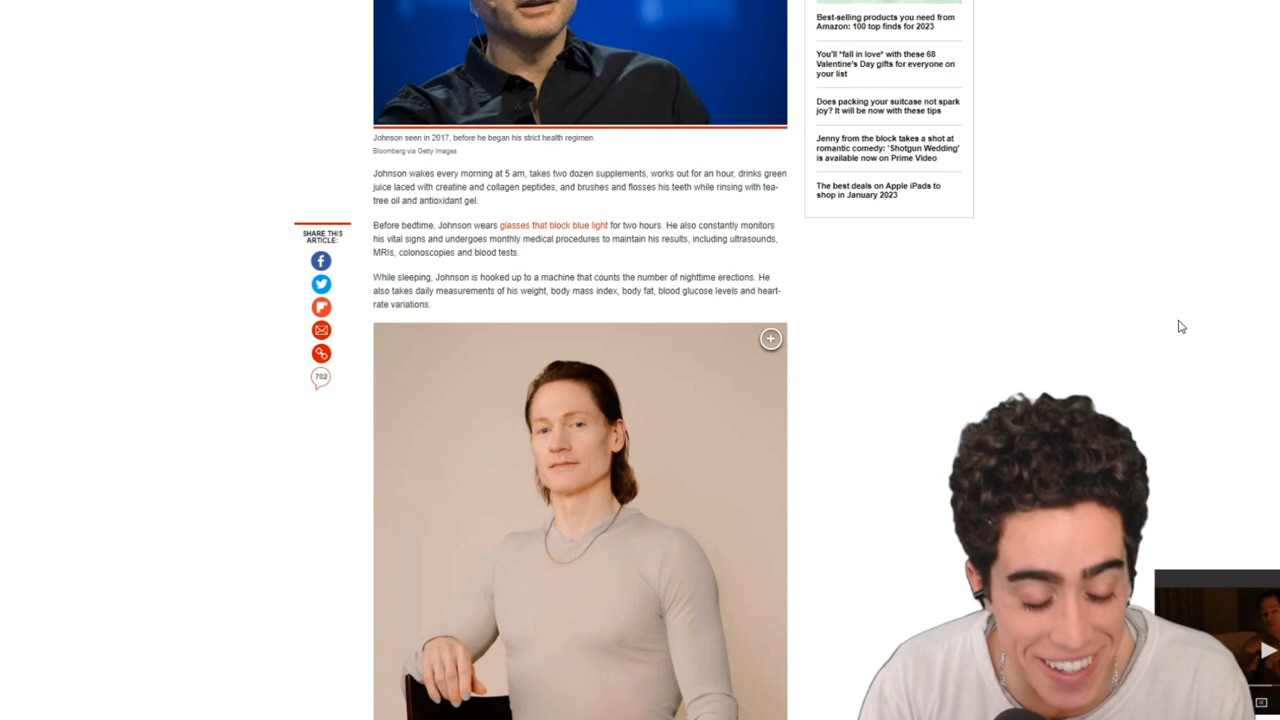 Johnson seen in 2017, before he began his strict health regimen.
Bloomberg via Getty Images
Johnson wakes every morning at 5 am, takes two dozen supplements, works out for an hour, drinks green
juice laced with creatine and collagen peptides, and brushes and flosses his teeth while rinsing with tea-
tree oil and antioxidant gel.
Before bedtime, Johnson wears glasses that block blue light for two hours. He also constantly monitors
his vital signs and undergoes monthly medical procedures to maintain his results, including ultrasounds,
MRIs, colonoscopies and blood tests.
While sleeping, Johnson is hooked up to a machine that counts the number of nighttime erections. He
also takes daily measurements of his weight, body mass index, body fat, blood glucose levels and heart-
rate variations.
SHARE THIS
ARTICLE:
702
Best-selling products you need from
Amazon: 100 top finds for 2023
You'll *fall in love* with these 68
Valentine's Day gifts for everyone on
your list
Does packing your suitcase not spark
joy? It will be now with these tips
Jenny from the block takes a shot at
romantic comedy: 'Shotgun Wedding'
is available now on Prime Video
The best deals on Apple iPads to
shop in January 2023